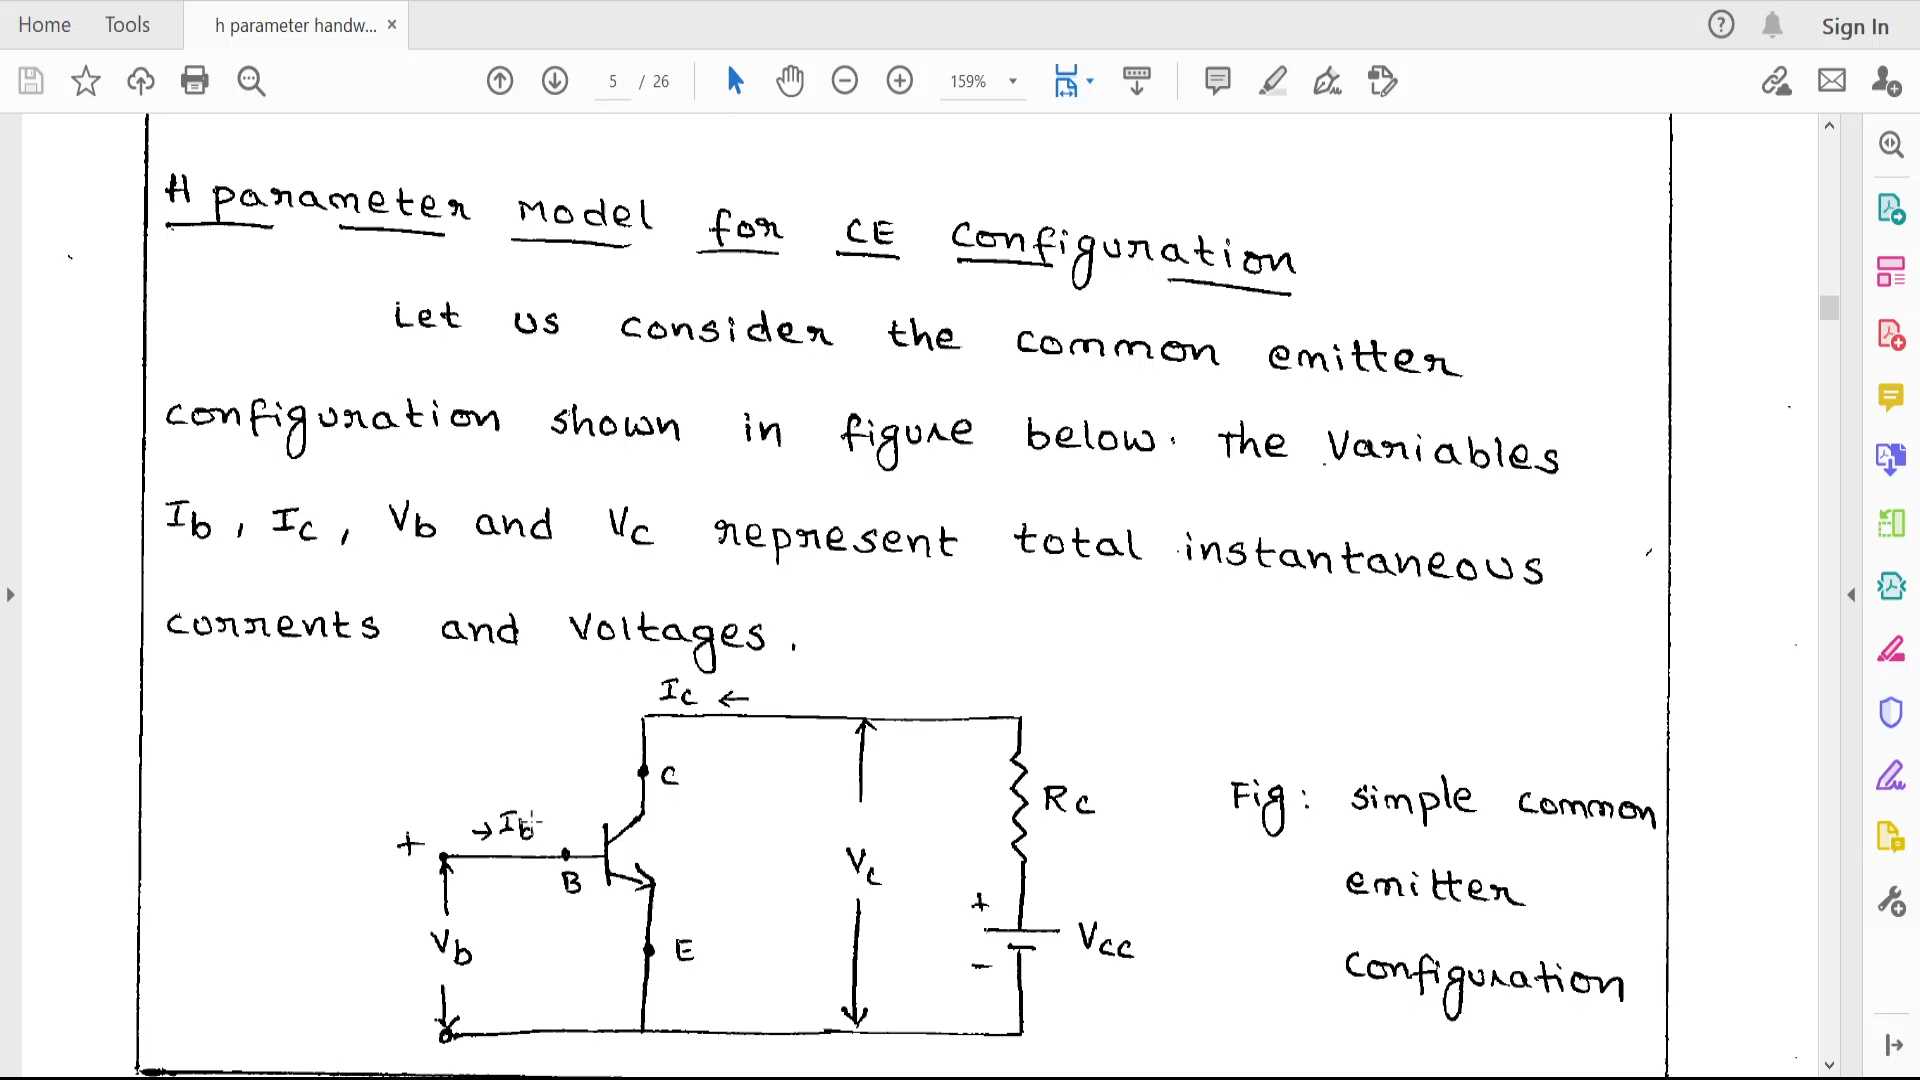 Home Tools h parameter handw... × Sign In
5 / 26 159%
H parameter model for CE configuration
Let us consider the common emitter
configuration shown in figure below. The variables
Ib, Ic, Vb and Vc represent total instantaneous
currents and voltages.
Ic ←
C
Rc
→ Ib
+
B
Vc
Vb
E
+
Vcc
−
Fig: simple common
emitter
configuration